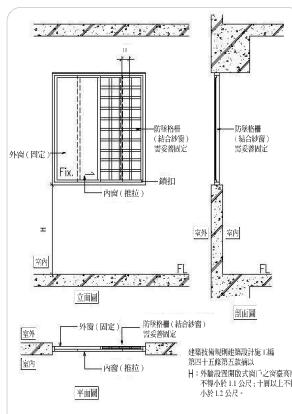 10
防墜格柵
(結合紗窗)
需妥善固定
外窗(固定)
Fix.
鎖扣
內窗(推拉)
H
室內
FL
立面圖
防墜格柵
(結合紗窗)
需妥善固定
室外
室內
FL
剖面圖
室外
外窗(固定)
防墜格柵(結合紗窗)
需妥善固定
室內
內窗(推拉)
平面圖
建築技術規則建築設計施工編
第四十五條第五款摘以
H:外牆設置開啟式窗戶之窗臺高度
不得小於1.1公尺;十層以上不得
小於1.2公尺。